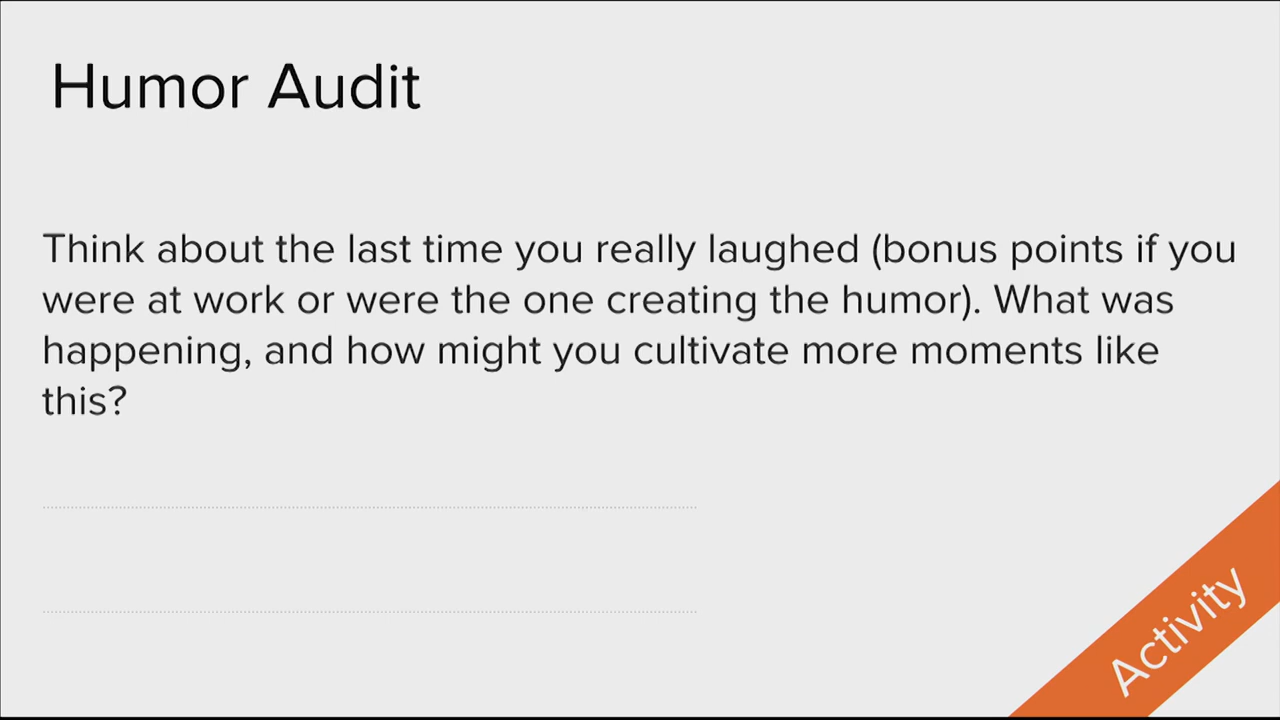 Humor Audit
Think about the last time you really laughed (bonus points if you
were at work or were the one creating the humor). What was
happening, and how might you cultivate more moments like
this?
Activity